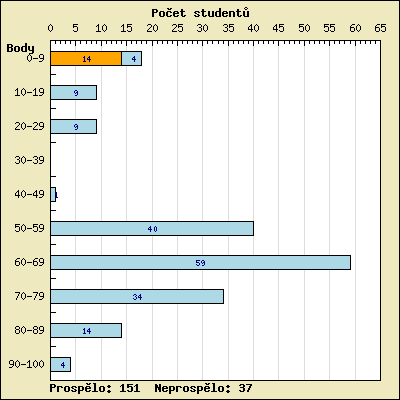 Počet studentů
0 5 10 15 20 25 30 35 40 45 50 55 60 65
Body
0-9 14 4
10-19 9
20-29 9
30-39
40-49 1
50-59 40
60-69 59
70-79 34
80-89 14
90-100 4
Prospělo: 151 Neprospělo: 37